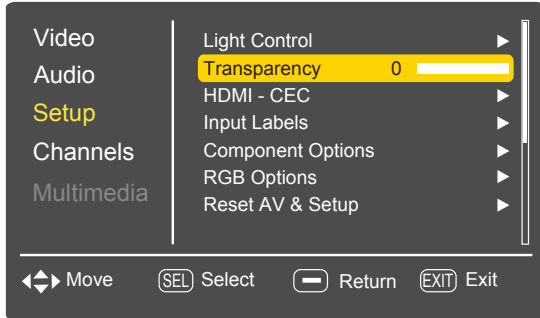 Video
Audio
Setup
Channels
Multimedia
Light Control
Transparency 0
HDMI - CEC
Input Labels
Component Options
RGB Options
Reset AV & Setup
Move SEL Select Return EXIT Exit